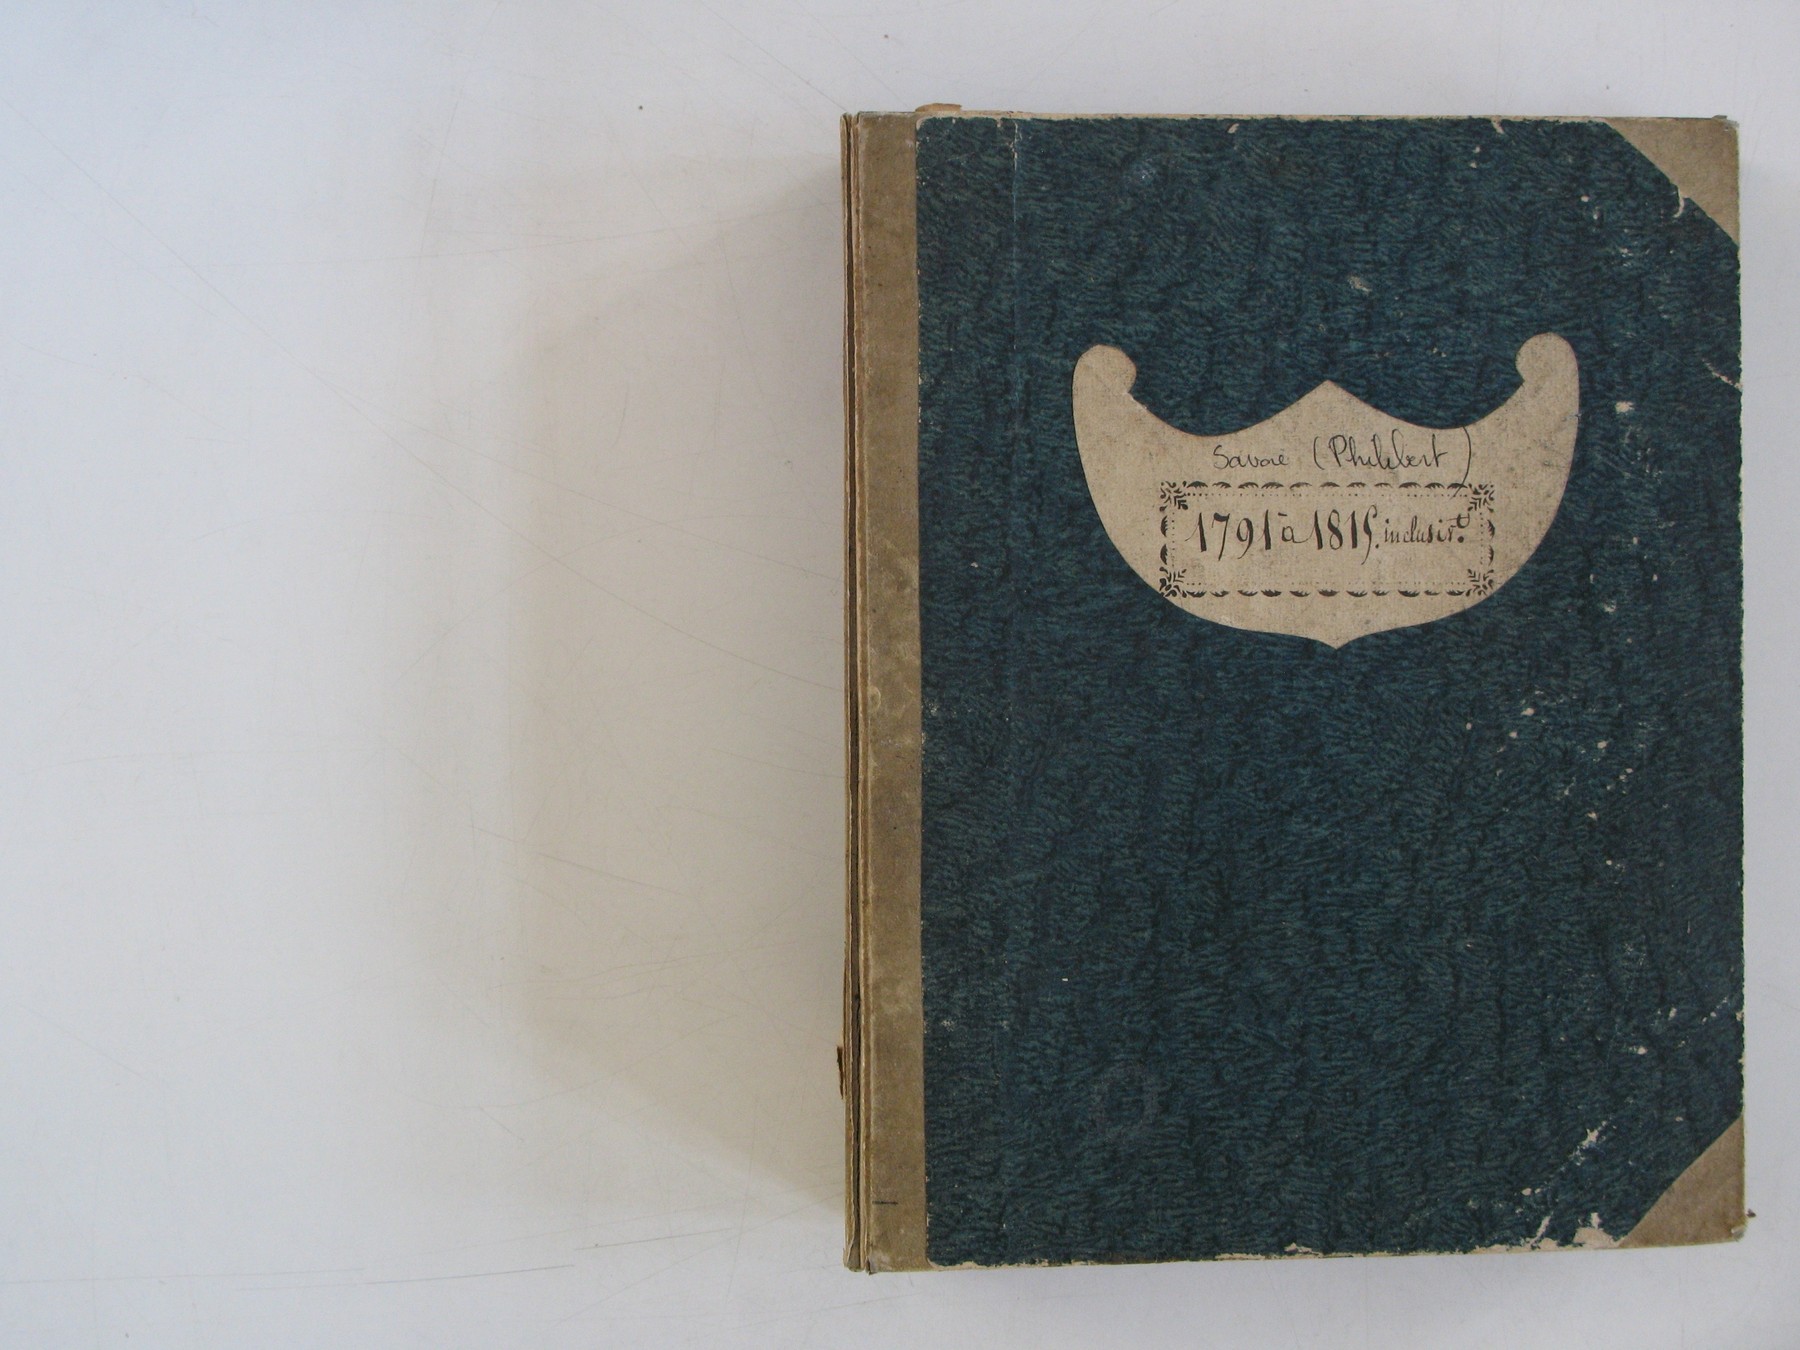 Savoie (Philibert)
1791 à 1815. inclusivt.